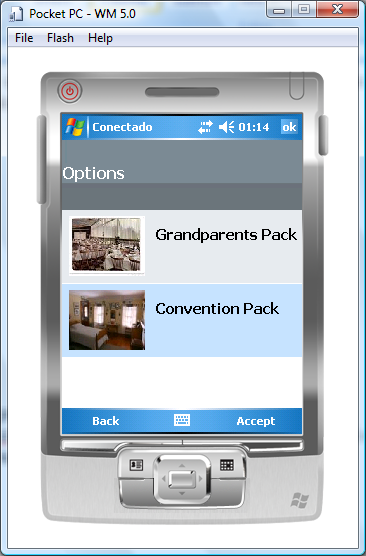 Pocket PC - WM 5.0
File Flash Help
Conectado 01:14 ok
Options
Grandparents Pack
Convention Pack
Back Accept